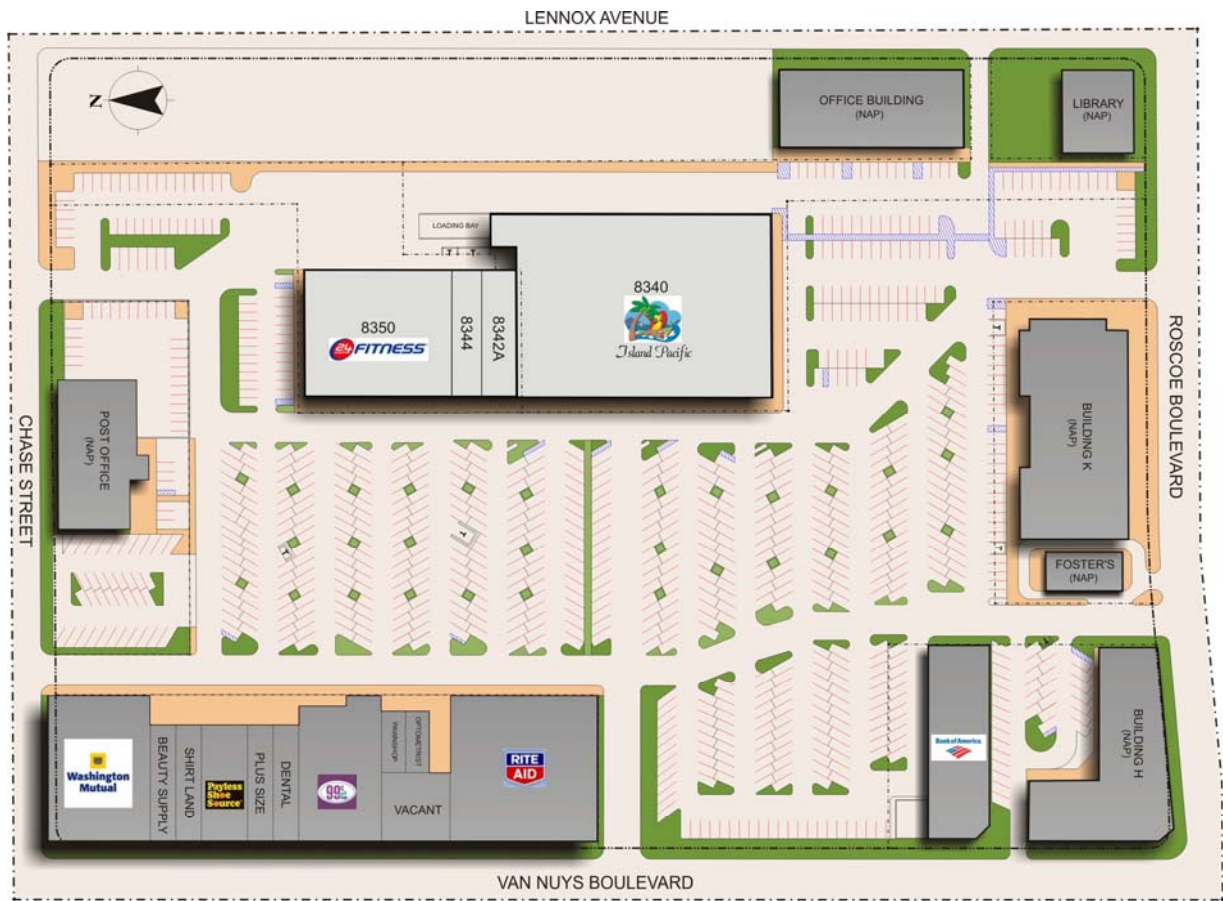 LENNOX AVENUE
N
OFFICE BUILDING
(NAP)
LIBRARY
(NAP)
LOADING BAY
T
T
8350
24
FITNESS
8344
8342A
8340
Island Pacific
CHASE STREET
POST OFFICE
(NAP)
T
T
T
T
BUILDING K
ROSCOE BOULEVARD
FOSTER'S
(NAP)
Washington
Mutual
BEAUTY SUPPLY
SHIRT LAND
Payless
Shoe
Source
PLUS SIZE
DENTAL
99¢
PAWNSHOP
OPTOMETRIST
VACANT
RITE
AID
Bank of America
BUILDING H
(NAP)
VAN NUYS BOULEVARD